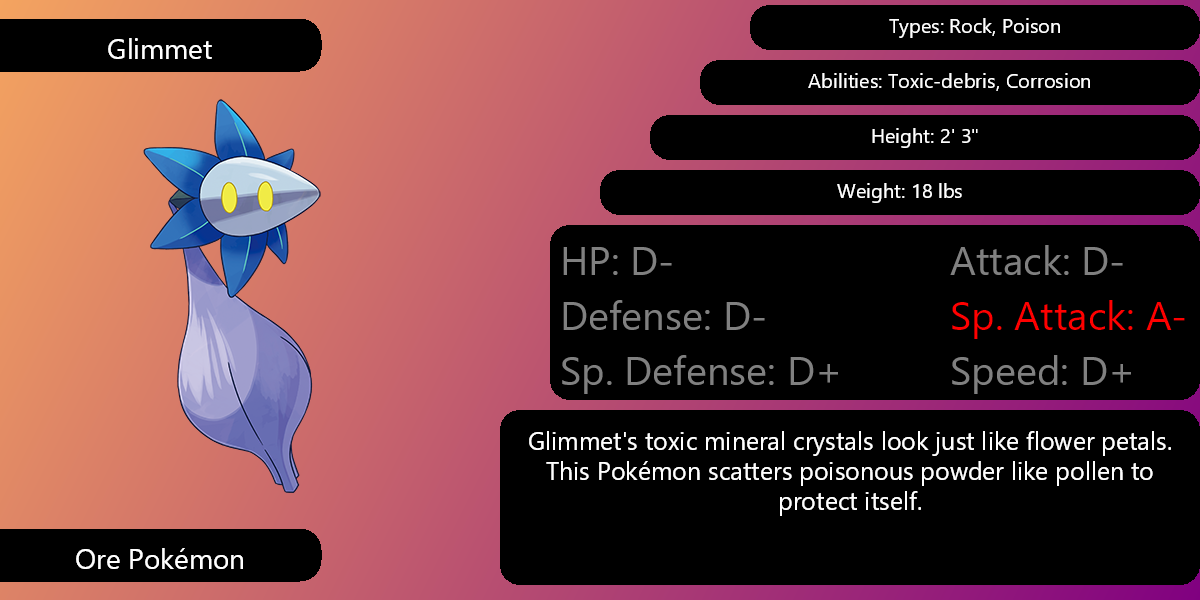 Glimmet
Types: Rock, Poison
Abilities: Toxic-debris, Corrosion
Height: 2' 3"
Weight: 18 lbs
HP: D-
Attack: D-
Defense: D-
Sp. Attack: A-
Sp. Defense: D+
Speed: D+
Glimmet's toxic mineral crystals look just like flower petals.
This Pokémon scatters poisonous powder like pollen to
protect itself.
Ore Pokémon